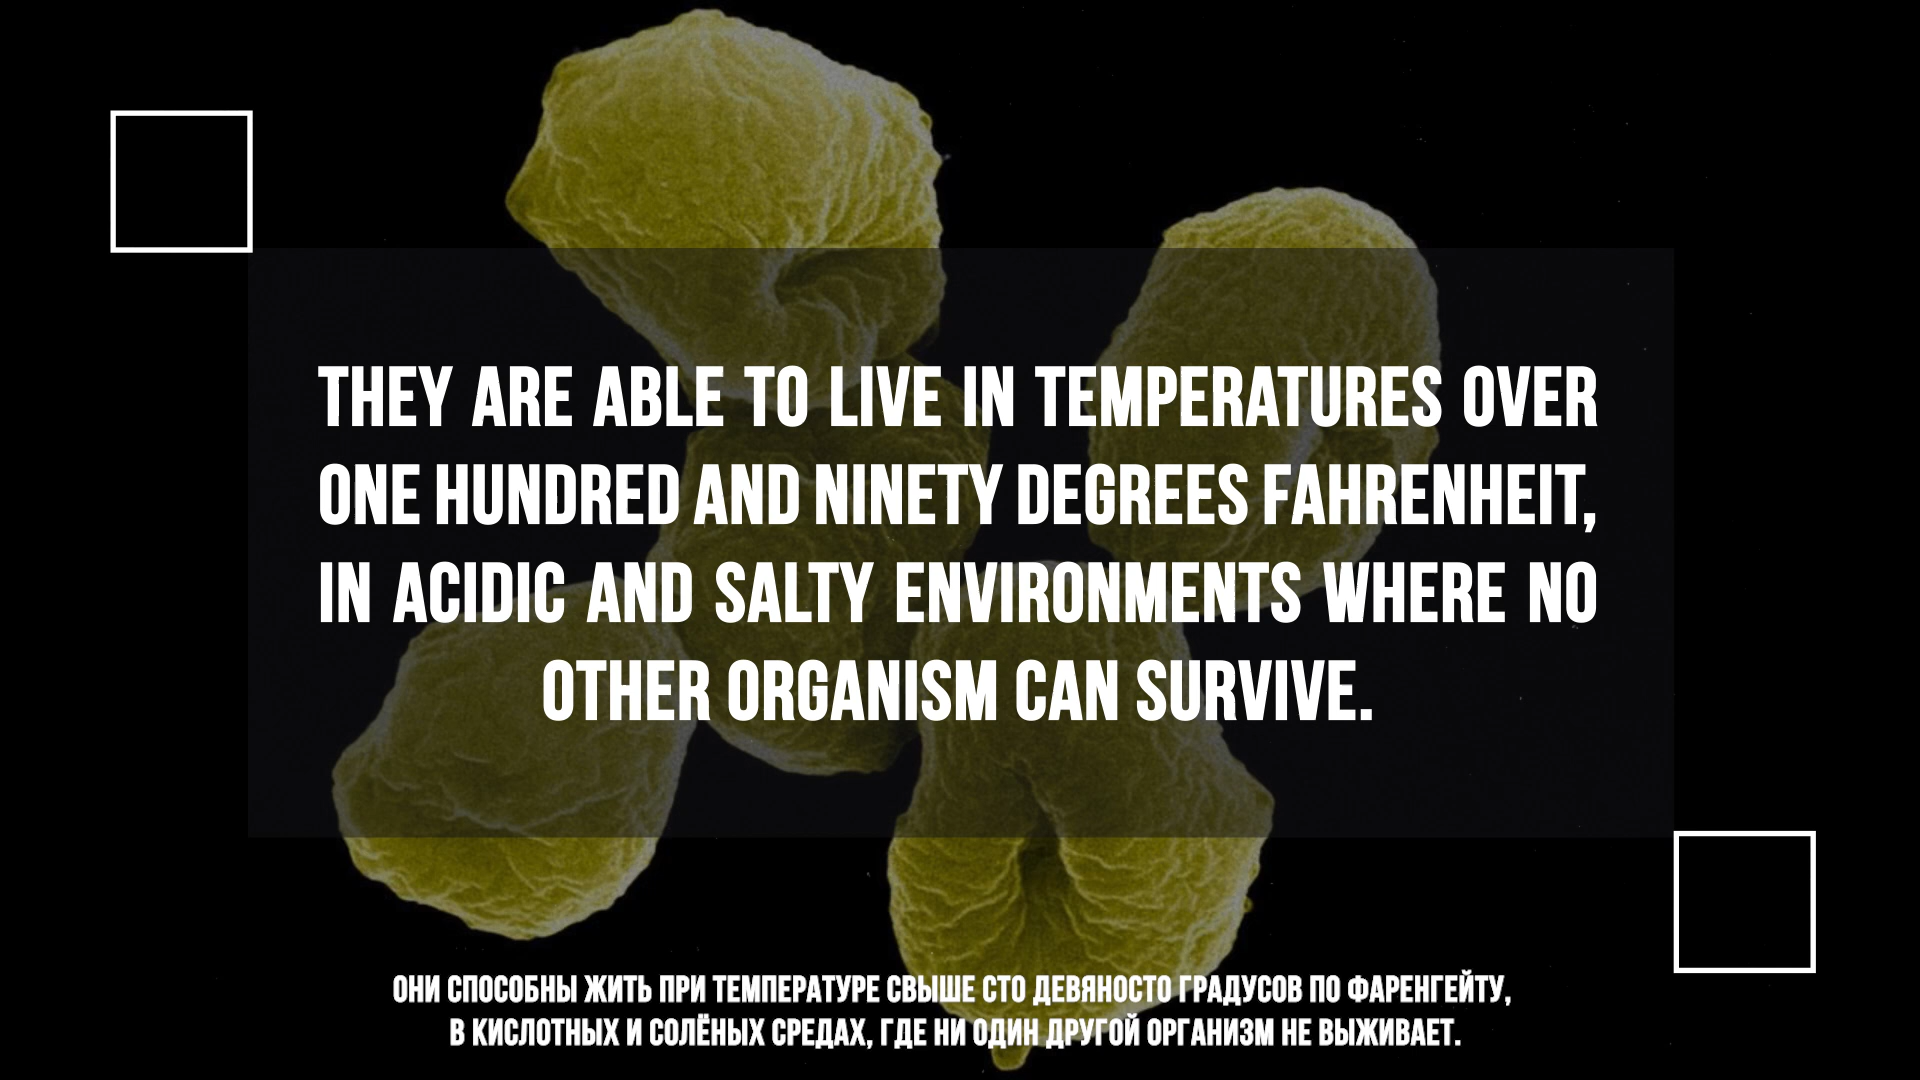 THEY ARE ABLE TO LIVE IN TEMPERATURES OVER
ONE HUNDRED AND NINETY DEGREES FAHRENHEIT,
IN ACIDIC AND SALTY ENVIRONMENTS WHERE NO
OTHER ORGANISM CAN SURVIVE.
ОНИ СПОСОБНЫ ЖИТЬ ПРИ ТЕМПЕРАТУРЕ СВЫШЕ СТО ДЕВЯНОСТО ГРАДУСОВ ПО ФАРЕНГЕЙТУ,
В КИСЛОТНЫХ И СОЛЁНЫХ СРЕДАХ, ГДЕ НИ ОДИН ДРУГОЙ ОРГАНИЗМ НЕ ВЫЖИВАЕТ.